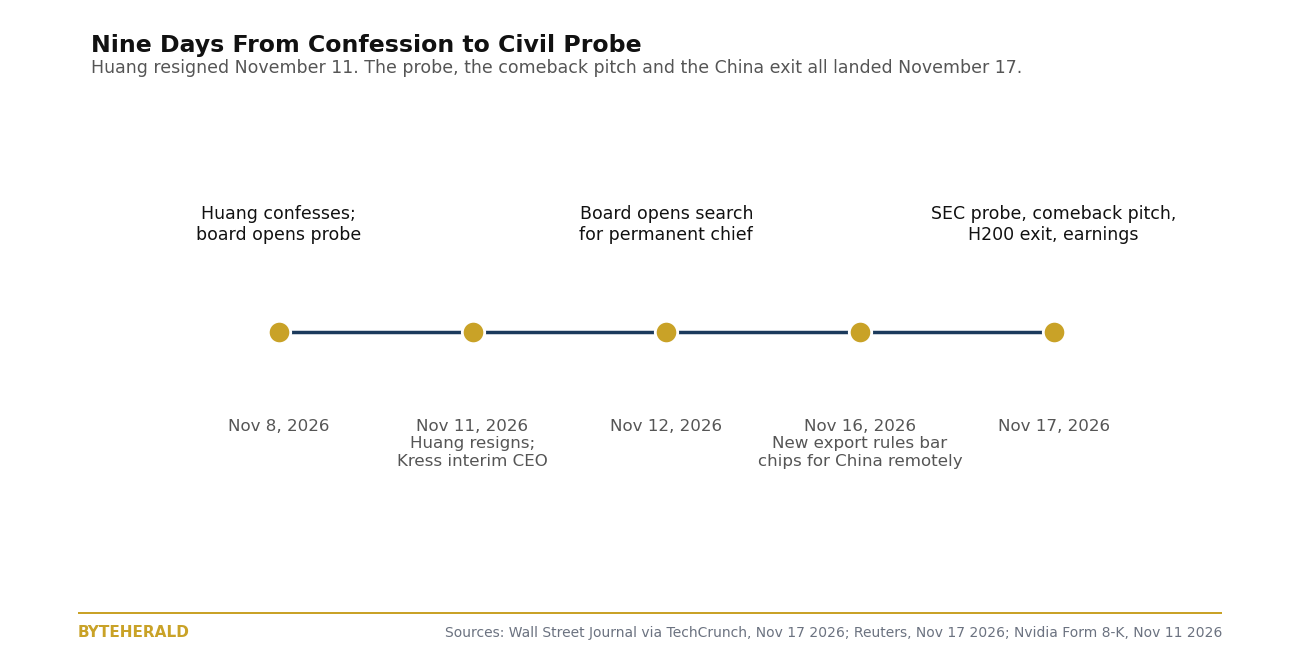 Nine Days From Confession to Civil Probe
Huang resigned November 11. The probe, the comeback pitch and the China exit all landed November 17.
Huang confesses;
board opens probe
Board opens search
for permanent chief
SEC probe, comeback pitch,
H200 exit, earnings
Nov 8, 2026
Nov 11, 2026
Huang resigns;
Kress interim CEO
Nov 12, 2026
Nov 16, 2026
New export rules bar
chips for China remotely
Nov 17, 2026
BYTEHERALD
Sources: Wall Street Journal via TechCrunch, Nov 17 2026; Reuters, Nov 17 2026; Nvidia Form 8-K, Nov 11 2026